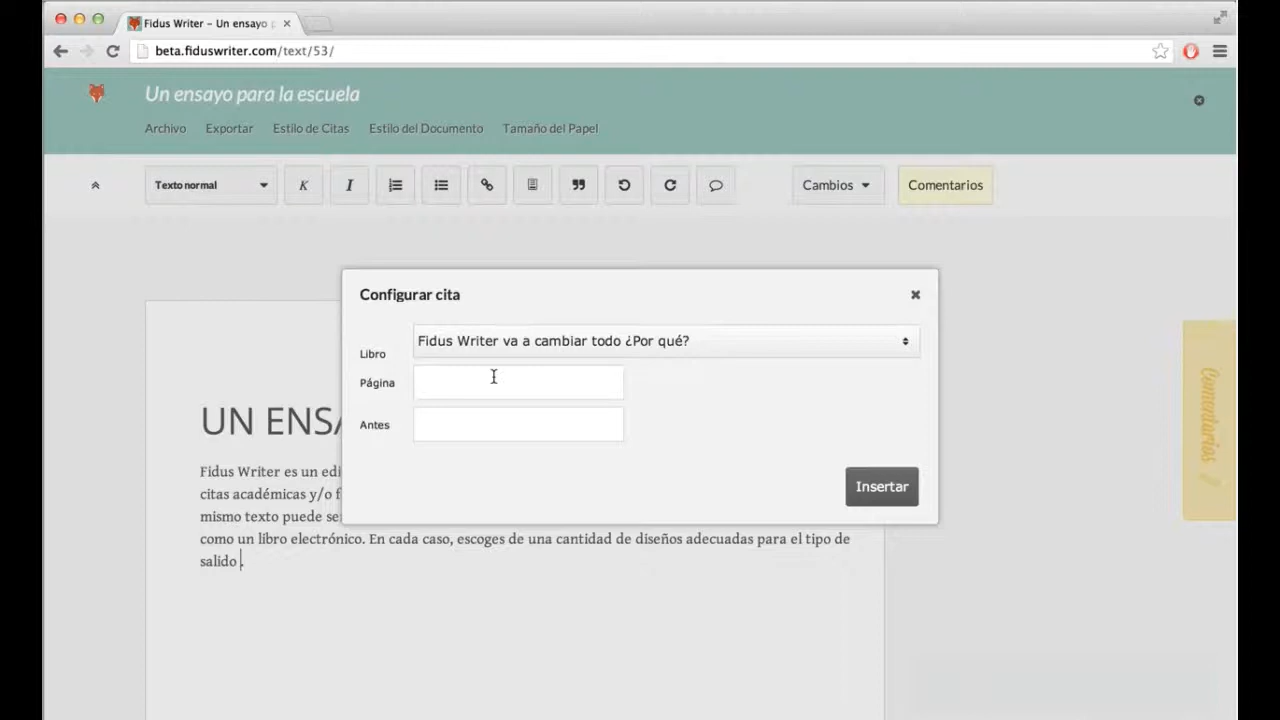 Fidus Writer – Un ensayo p
beta.fiduswriter.com/text/53/
Un ensayo para la escuela
Archivo Exportar Estilo de Citas Estilo del Documento Tamaño del Papel
Texto normal K I Cambios Comentarios
Configurar cita
Libro Fidus Writer va a cambiar todo ¿Por qué?
Página
Antes
Insertar
Comentarios
UN ENSA
Fidus Writer es un edi
citas académicas y/o f
mismo texto puede se
como un libro electrónico. En cada caso, escoges de una cantidad de diseños adecuadas para el tipo de
salido .